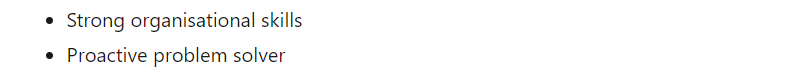 • Strong organisational skills
• Proactive problem solver